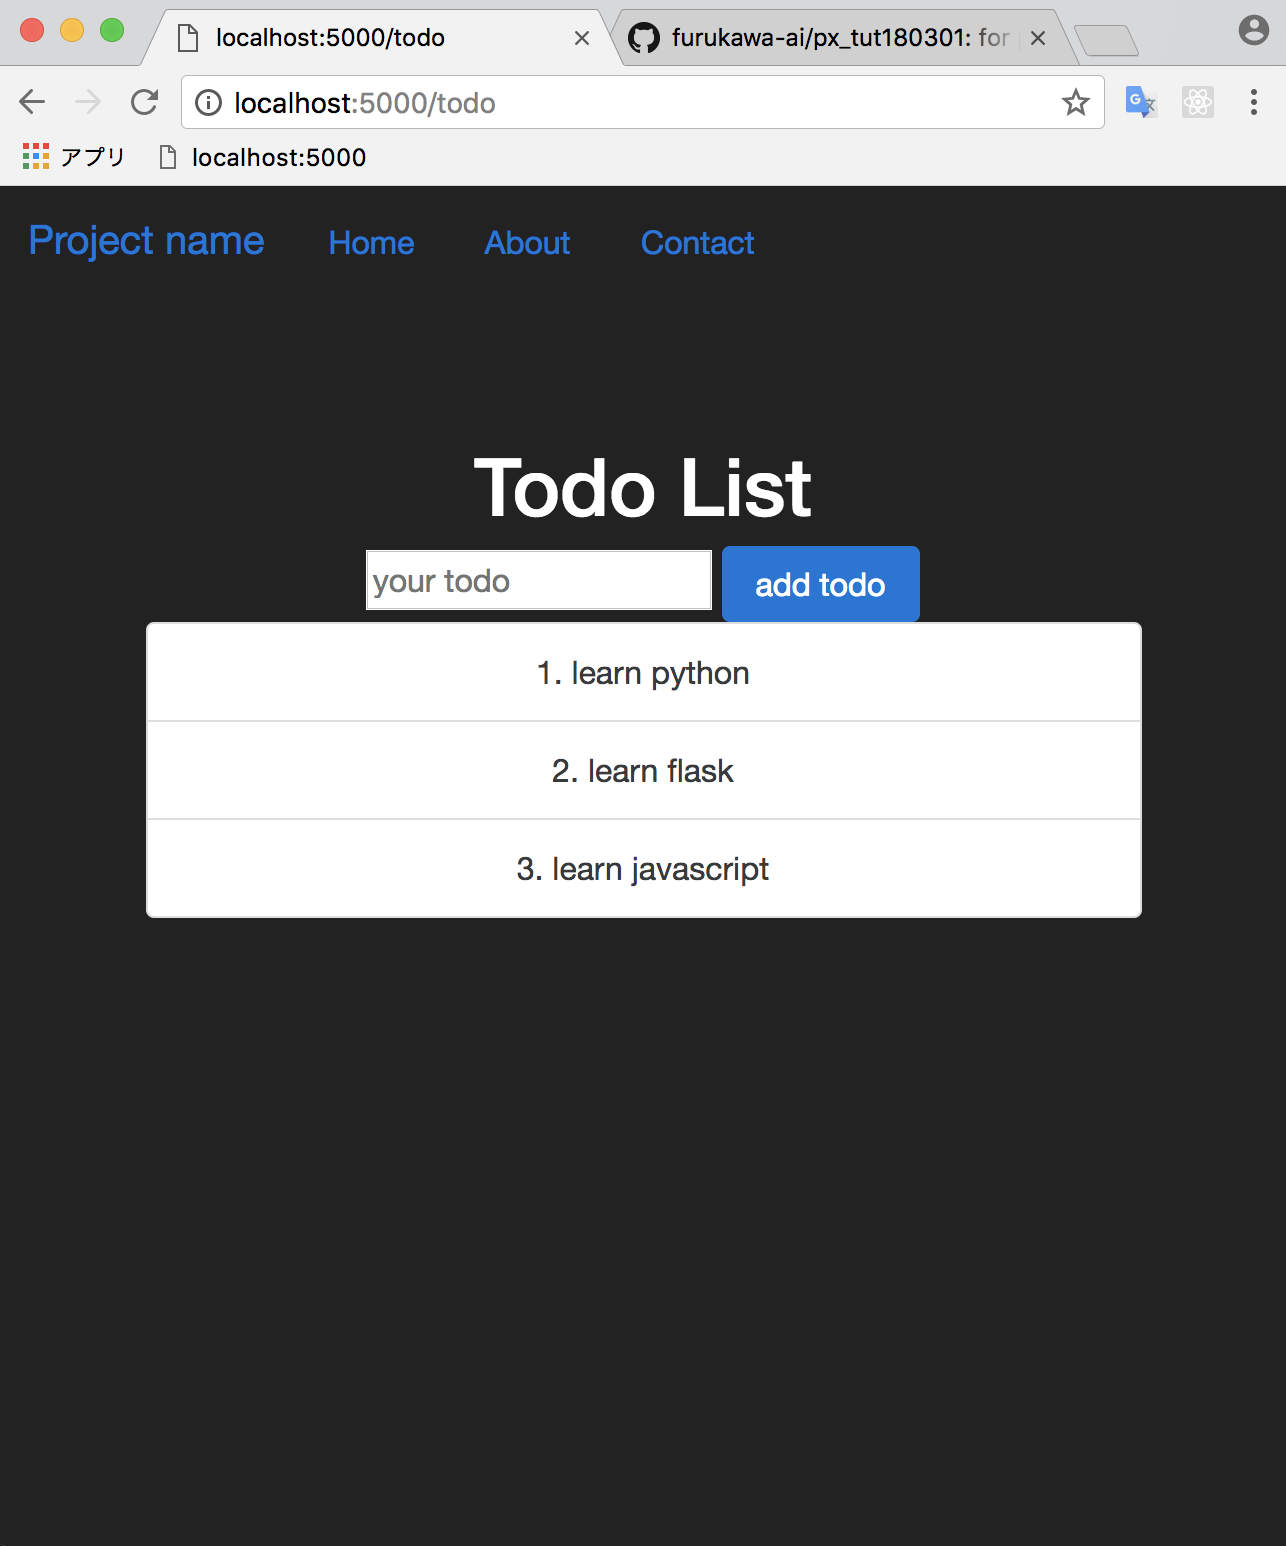 localhost:5000/todo
furukawa-ai/px_tut180301: for
localhost:5000/todo
アプリ localhost:5000
Project name Home About Contact
Todo List
your todo add todo
1. learn python
2. learn flask
3. learn javascript